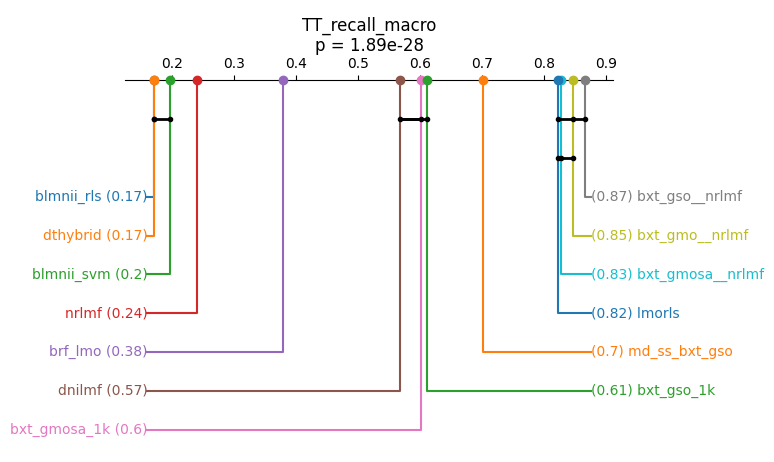 TT_recall_macro
p = 1.89e-28
0.2 0.3 0.4 0.5 0.6 0.7 0.8 0.9
blmnii_rls (0.17) (0.87) bxt_gso__nrlmf
dthybrid (0.17) (0.85) bxt_gmo__nrlmf
blmnii_svm (0.2) (0.83) bxt_gmosa__nrlmf
nrlmf (0.24) (0.82) lmorls
brf_lmo (0.38) (0.7) md_ss_bxt_gso
dnilmf (0.57) (0.61) bxt_gso_1k
bxt_gmosa_1k (0.6)